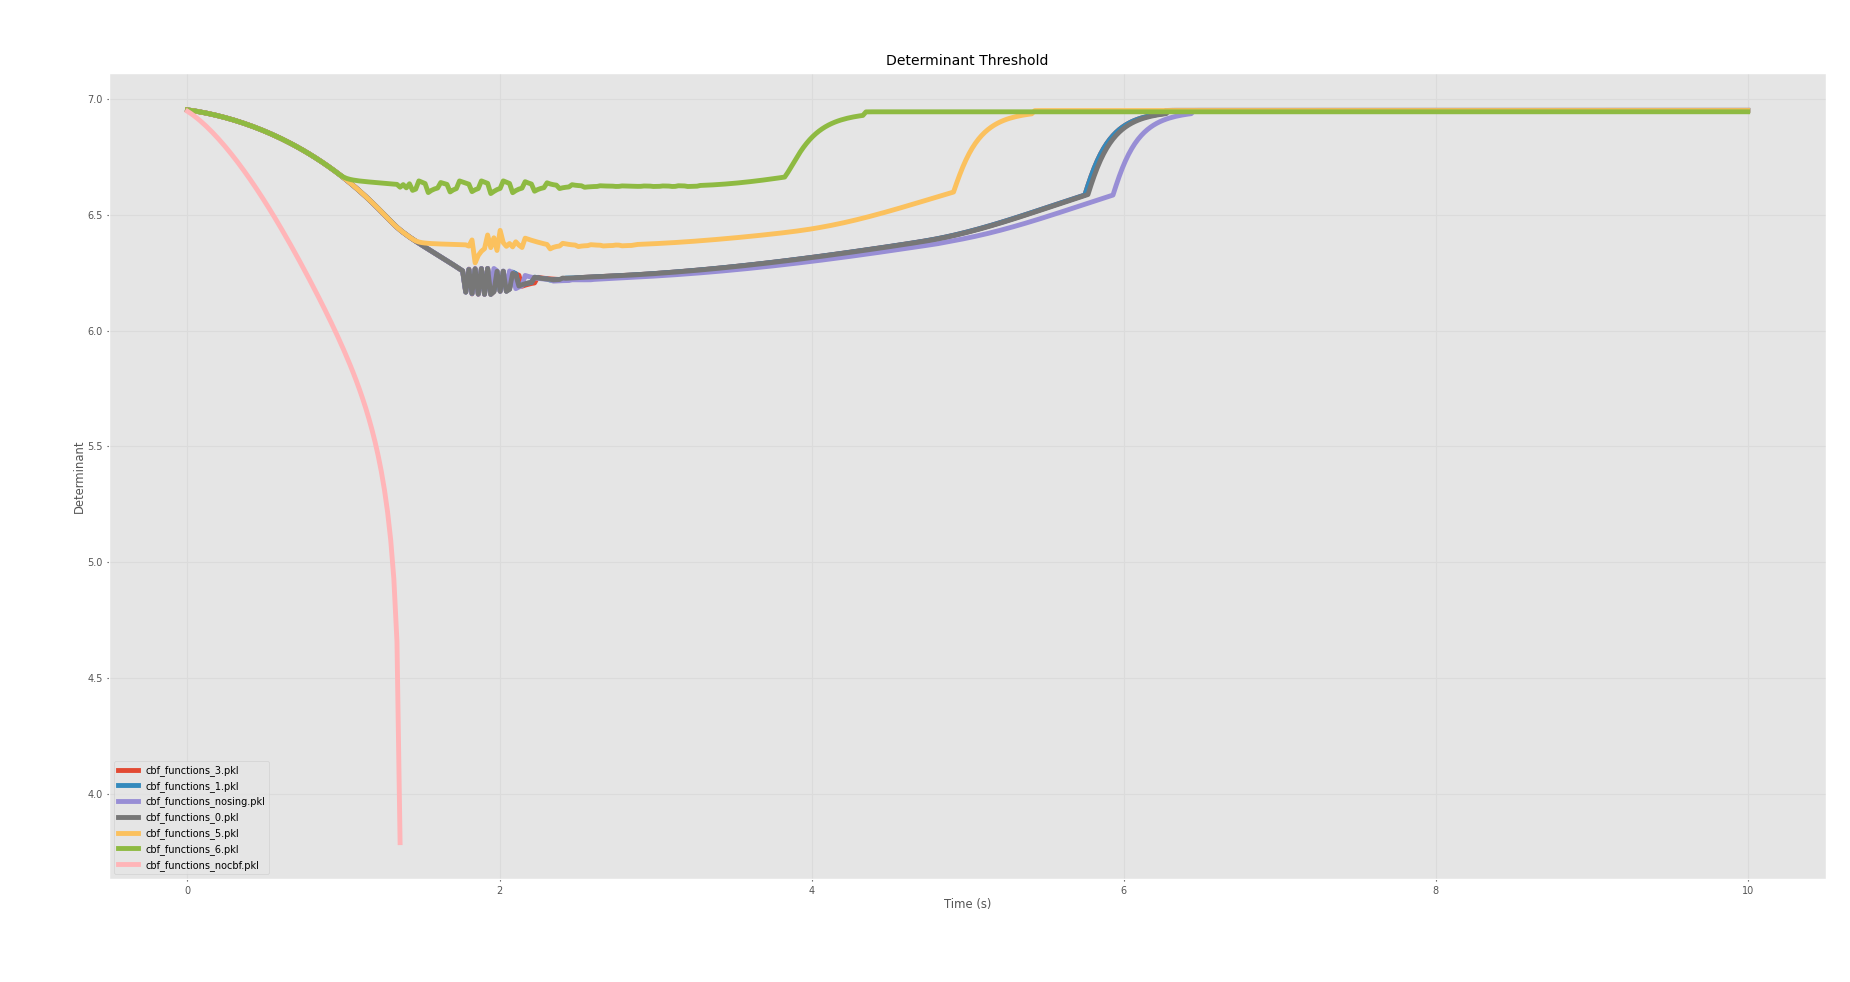 Determinant Threshold
7.0
6.5
6.0
5.5
5.0
4.5
4.0
Determinant
cbf_functions_3.pkl
cbf_functions_1.pkl
cbf_functions_nosing.pkl
cbf_functions_0.pkl
cbf_functions_5.pkl
cbf_functions_6.pkl
cbf_functions_nocbf.pkl
0 2 4 6 8 10
Time (s)